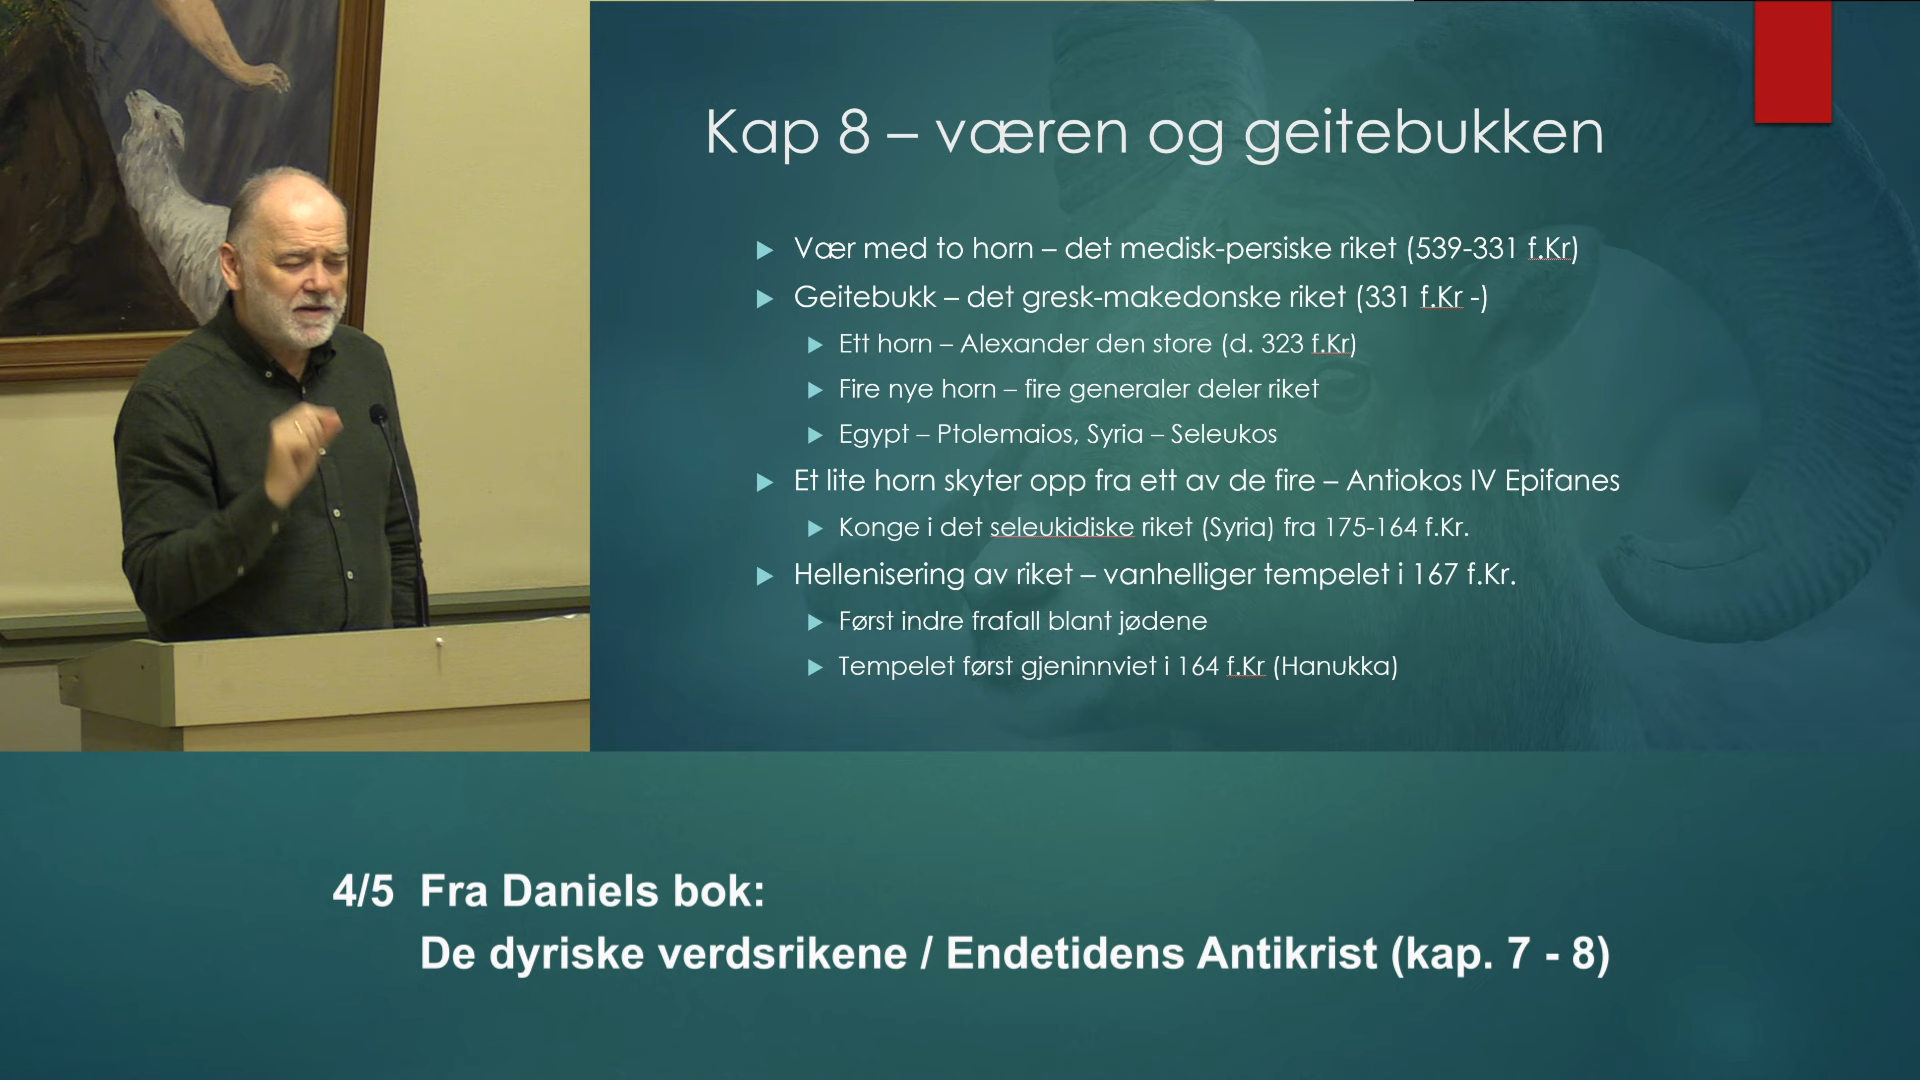 Kap 8 – væren og geitebukken
Vær med to horn – det medisk-persiske riket (539-331 f.Kr)
Geitebukk – det gresk-makedonske riket (331 f.Kr -)
Ett horn – Alexander den store (d. 323 f.Kr)
Fire nye horn – fire generaler deler riket
Egypt – Ptolemaios, Syria – Seleukos
Et lite horn skyter opp fra ett av de fire – Antiokos IV Epifanes
Konge i det seleukidiske riket (Syria) fra 175-164 f.Kr.
Hellenisering av riket – vanhelliger tempelet i 167 f.Kr.
Først indre frafall blant jødene
Tempelet først gjeninnviet i 164 f.Kr (Hanukka)
4/5 Fra Daniels bok:
De dyriske verdsrikene / Endetidens Antikrist (kap. 7 - 8)